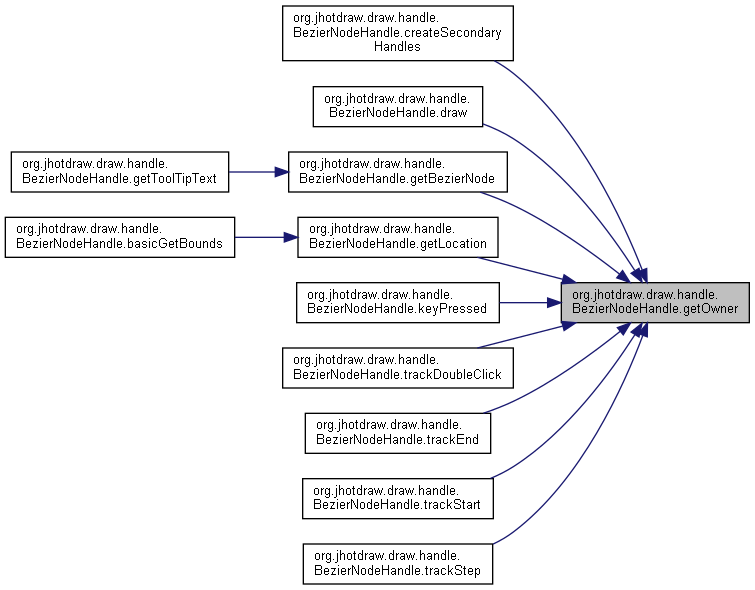 org.jhotdraw.draw.handle.
BezierNodeHandle.createSecondary
Handles
org.jhotdraw.draw.handle.
BezierNodeHandle.draw
org.jhotdraw.draw.handle.
BezierNodeHandle.getToolTipText
org.jhotdraw.draw.handle.
BezierNodeHandle.getBezierNode
org.jhotdraw.draw.handle.
BezierNodeHandle.basicGetBounds
org.jhotdraw.draw.handle.
BezierNodeHandle.getLocation
org.jhotdraw.draw.handle.
BezierNodeHandle.keyPressed
org.jhotdraw.draw.handle.
BezierNodeHandle.getOwner
org.jhotdraw.draw.handle.
BezierNodeHandle.trackDoubleClick
org.jhotdraw.draw.handle.
BezierNodeHandle.trackEnd
org.jhotdraw.draw.handle.
BezierNodeHandle.trackStart
org.jhotdraw.draw.handle.
BezierNodeHandle.trackStep